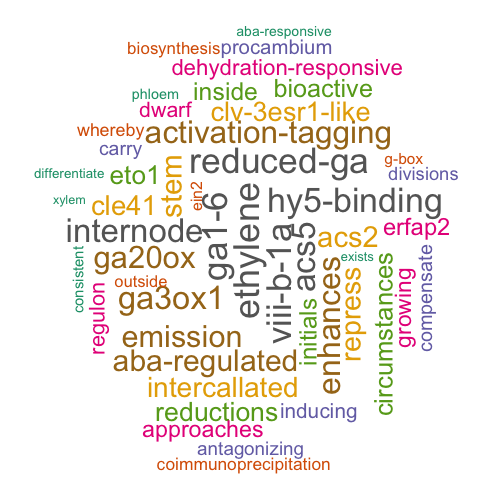 aba-responsive
biosynthesis procambium
dehydration-responsive
phloem inside bioactive
dwarf clv-3esr1-like
whereby activation-tagging
carry reduced-ga g-box
differentiate eto1 stem ein2 divisions
xylem cle41 ga1-6 hy5-binding
internode ethylene viii-b-1a acs5 acs2 erfap2
ga20ox exists
consistent outside
regulon ga3ox1 initials enhances repress circumstances growing compensate
emission
aba-regulated
intercallated
reductions inducing
approaches
antagonizing
coimmunoprecipitation